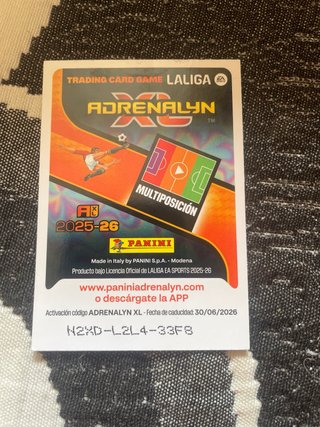 TRADING CARD GAME LALIGA
ADRENALYN
XL™
MULTIPOSICIÓN
2025-26
PANINI
Made in Italy by PANINI S.p.A. - Modena
Producto bajo Licencia Oficial de LALIGA EA SPORTS 2025-26
www.paniniadrenalyn.com
o descárgate la APP
Activación código ADRENALYN XL - Fecha de caducidad: 30/06/2026
N2XD-L2L4-33F8